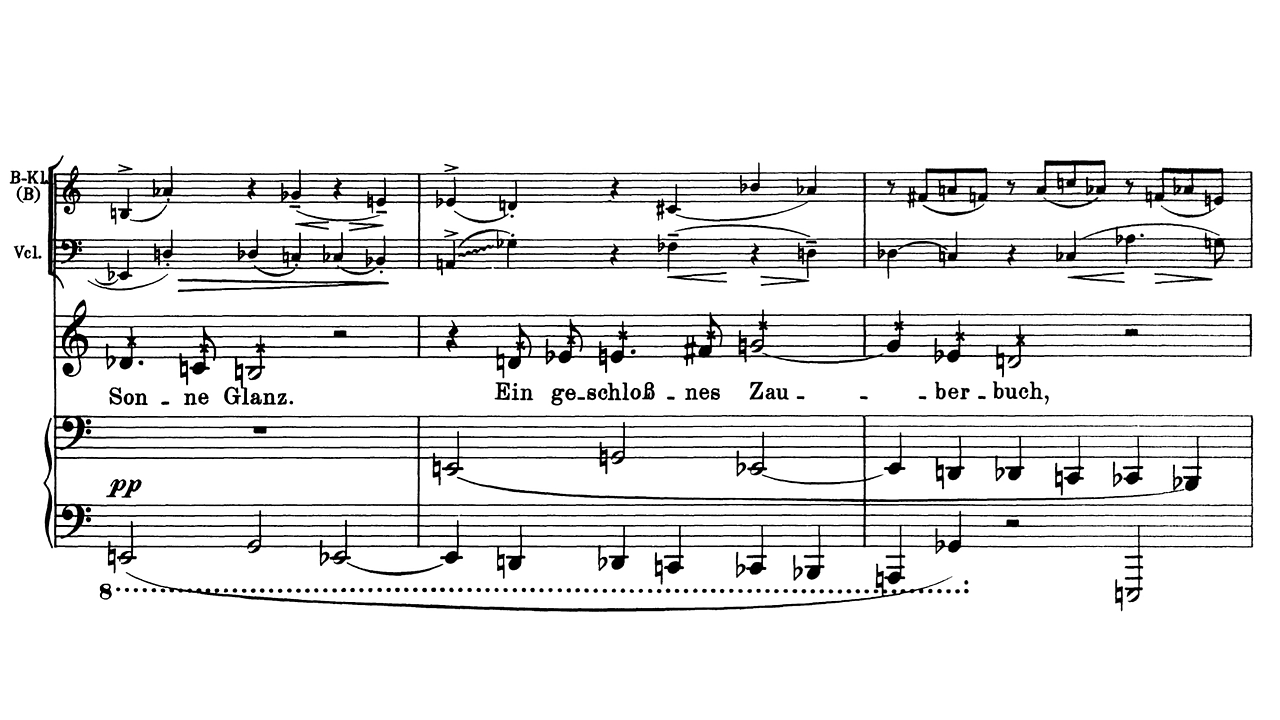 B-Kl.
(B)
Vcl.
Son - ne Glanz. Ein ge-schloß - nes Zau - - - ber - buch,
pp
8